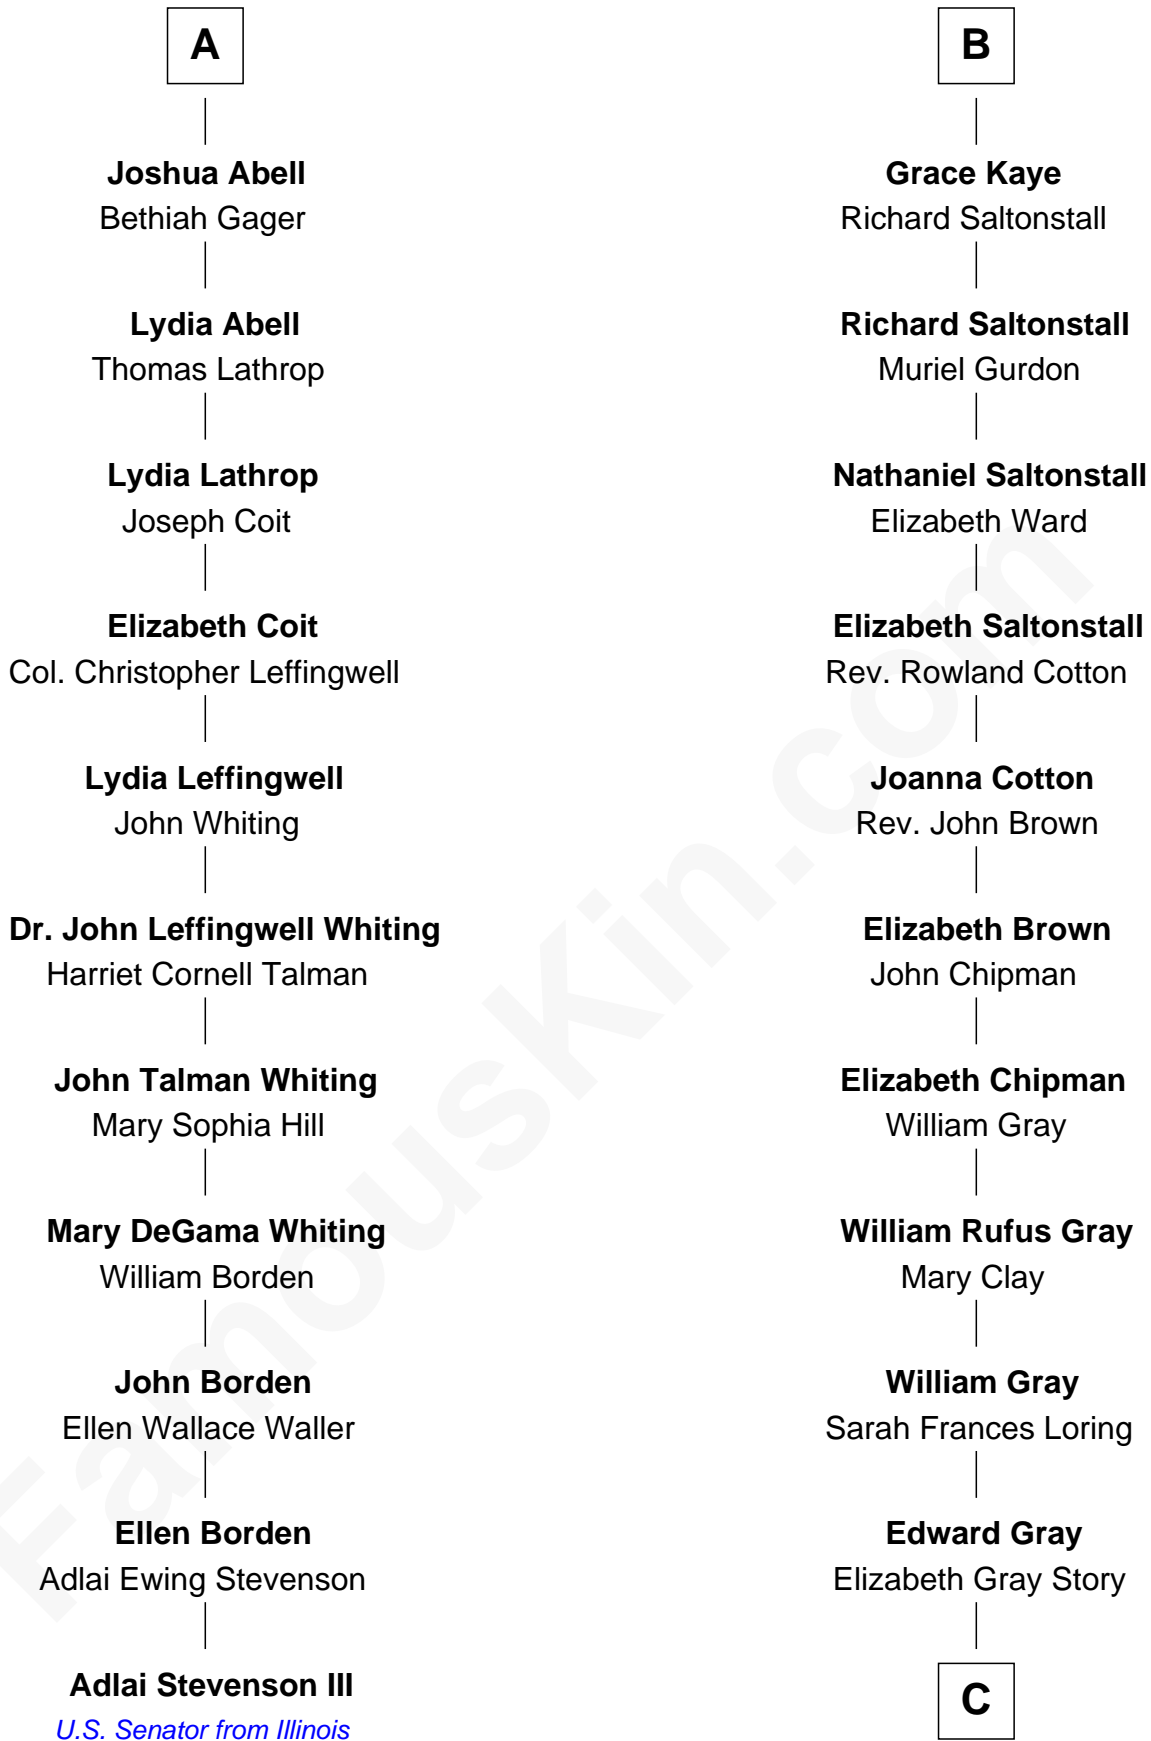 A
Joshua Abell
Bethiah Gager
Lydia Abell
Thomas Lathrop
Lydia Lathrop
Joseph Coit
Elizabeth Coit
Col. Christopher Leffingwell
Lydia Leffingwell
John Whiting
Dr. John Leffingwell Whiting
Harriet Cornell Talman
John Talman Whiting
Mary Sophia Hill
Mary DeGama Whiting
William Borden
John Borden
Ellen Wallace Waller
Ellen Borden
Adlai Ewing Stevenson
Adlai Stevenson III
U.S. Senator from Illinois
B
Grace Kaye
Richard Saltonstall
Richard Saltonstall
Muriel Gurdon
Nathaniel Saltonstall
Elizabeth Ward
Elizabeth Saltonstall
Rev. Rowland Cotton
Joanna Cotton
Rev. John Brown
Elizabeth Brown
John Chipman
Elizabeth Chipman
William Gray
William Rufus Gray
Mary Clay
William Gray
Sarah Frances Loring
Edward Gray
Elizabeth Gray Story
C
FamousKin.com